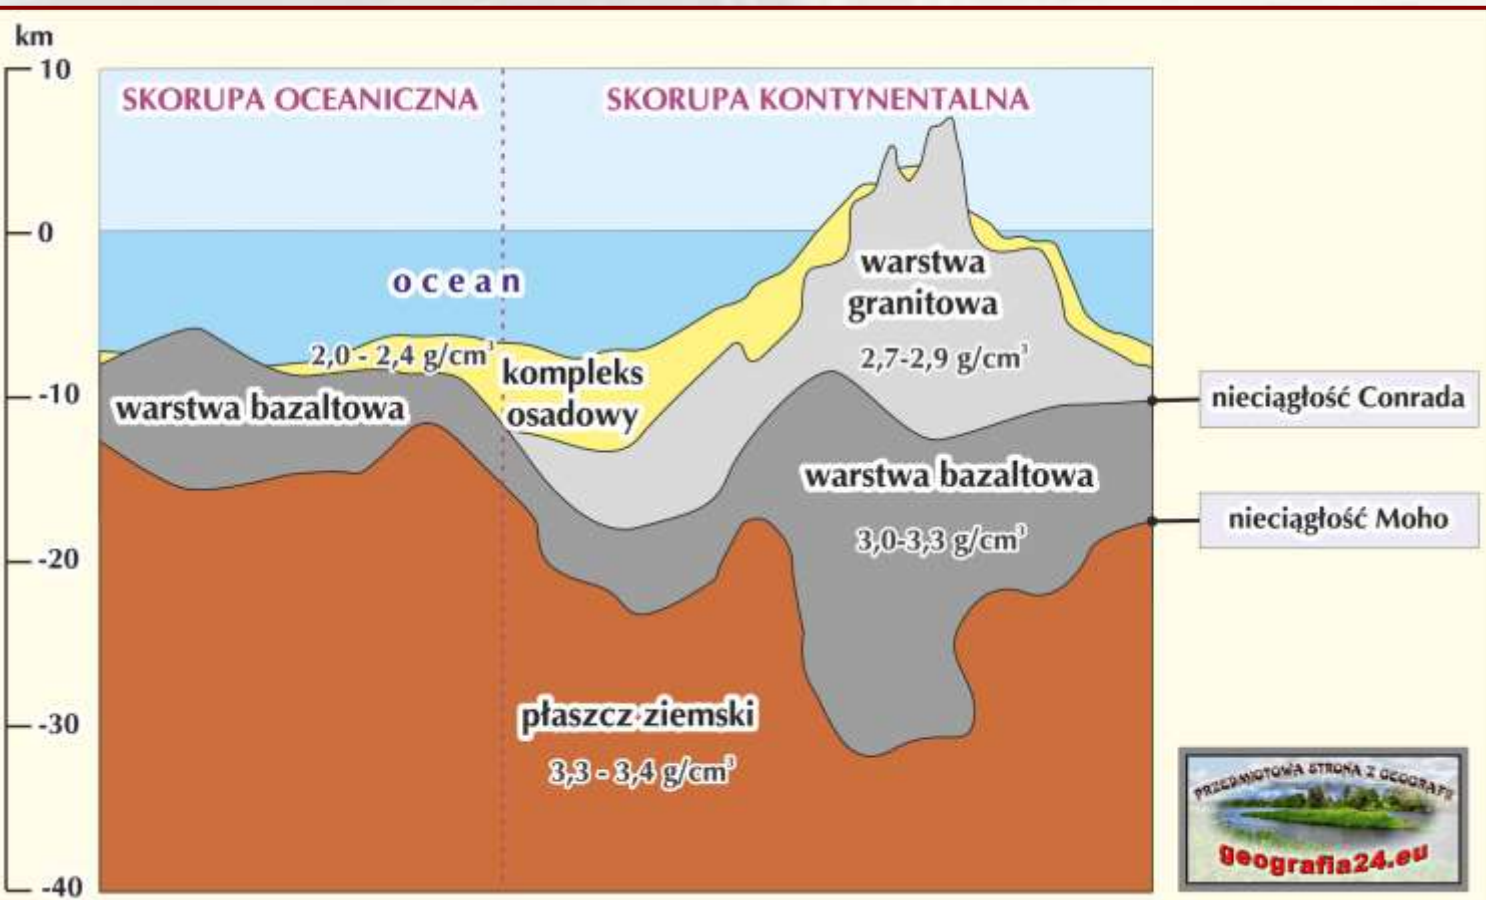 km
10
0
-10
-20
-30
-40
SKORUPA OCEANICZNA
SKORUPA KONTYNENTALNA
ocean
2,0 - 2,4 g/cm³
kompleks
osadowy
warstwa bazaltowa
warstwa
granitowa
2,7-2,9 g/cm³
warstwa bazaltowa
3,0-3,3 g/cm³
płaszcz ziemski
3,3 - 3,4 g/cm³
nieciągłość Conrada
nieciągłość Moho
PRZEDMIOTOWA STRONA Z GEOGRAFII
geografia24.eu